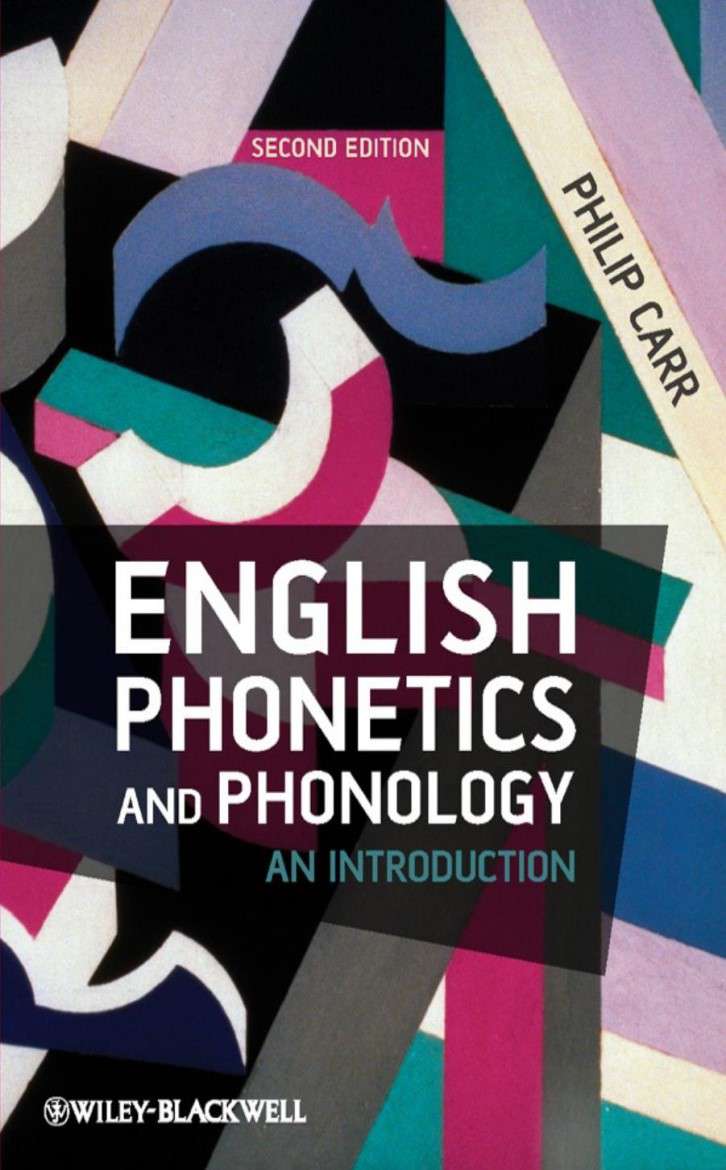 SECOND EDITION
PHILIP CARR
ENGLISH
PHONETICS
AND PHONOLOGY
AN INTRODUCTION
WILEY-BLACKWELL